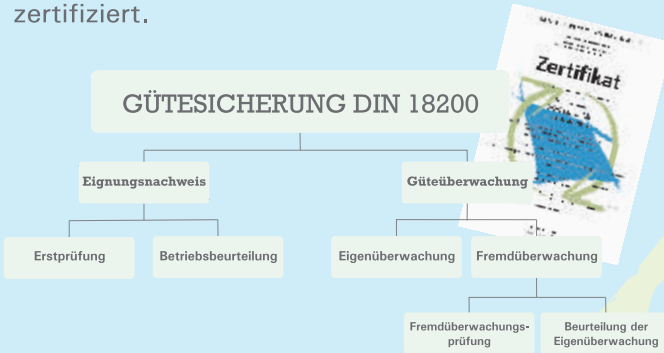 zertifiziert.
Zertifikat
GÜTESICHERUNG DIN 18200
Eignungsnachweis
Güteüberwachung
Erstprüfung
Betriebsbeurteilung
Eigenüberwachung
Fremdüberwachung
Fremdüberwachungs-
prüfung
Beurteilung der
Eigenüberwachung